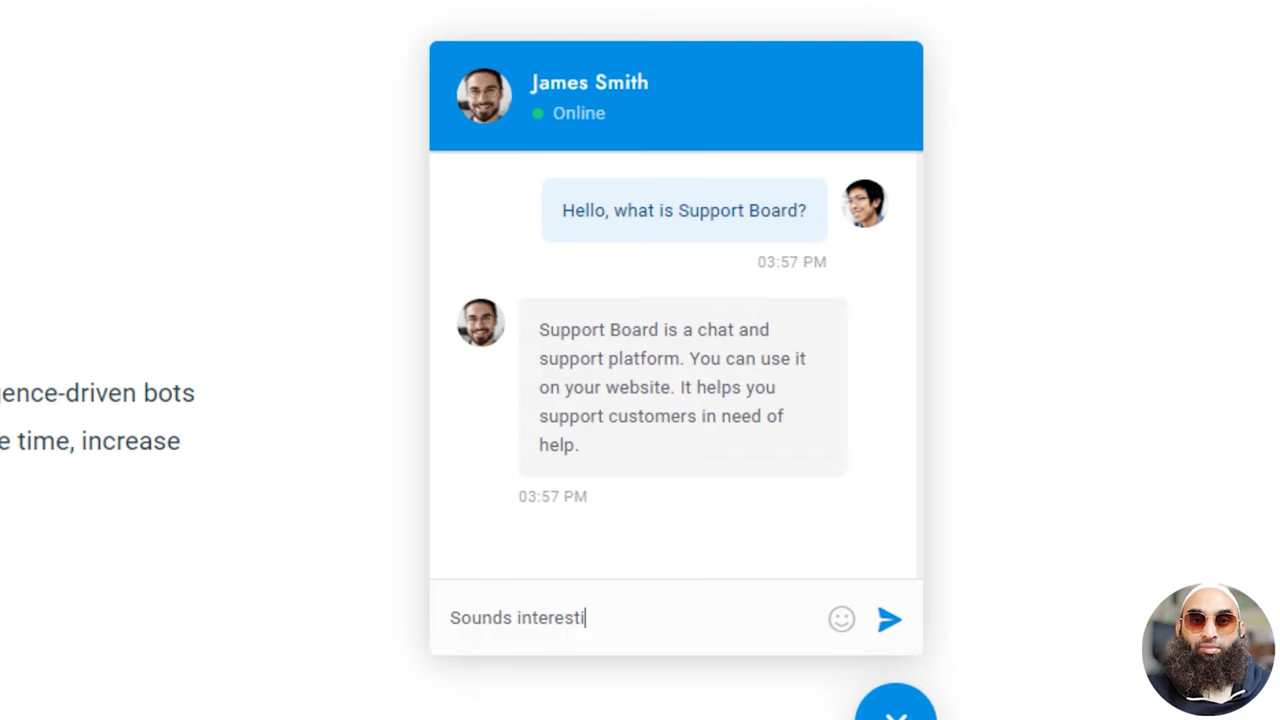 James Smith
Online
Hello, what is Support Board?
03:57 PM
Support Board is a chat and
support platform. You can use it
on your website. It helps you
support customers in need of
help.
03:57 PM
Sounds interesti
gence-driven bots
e time, increase